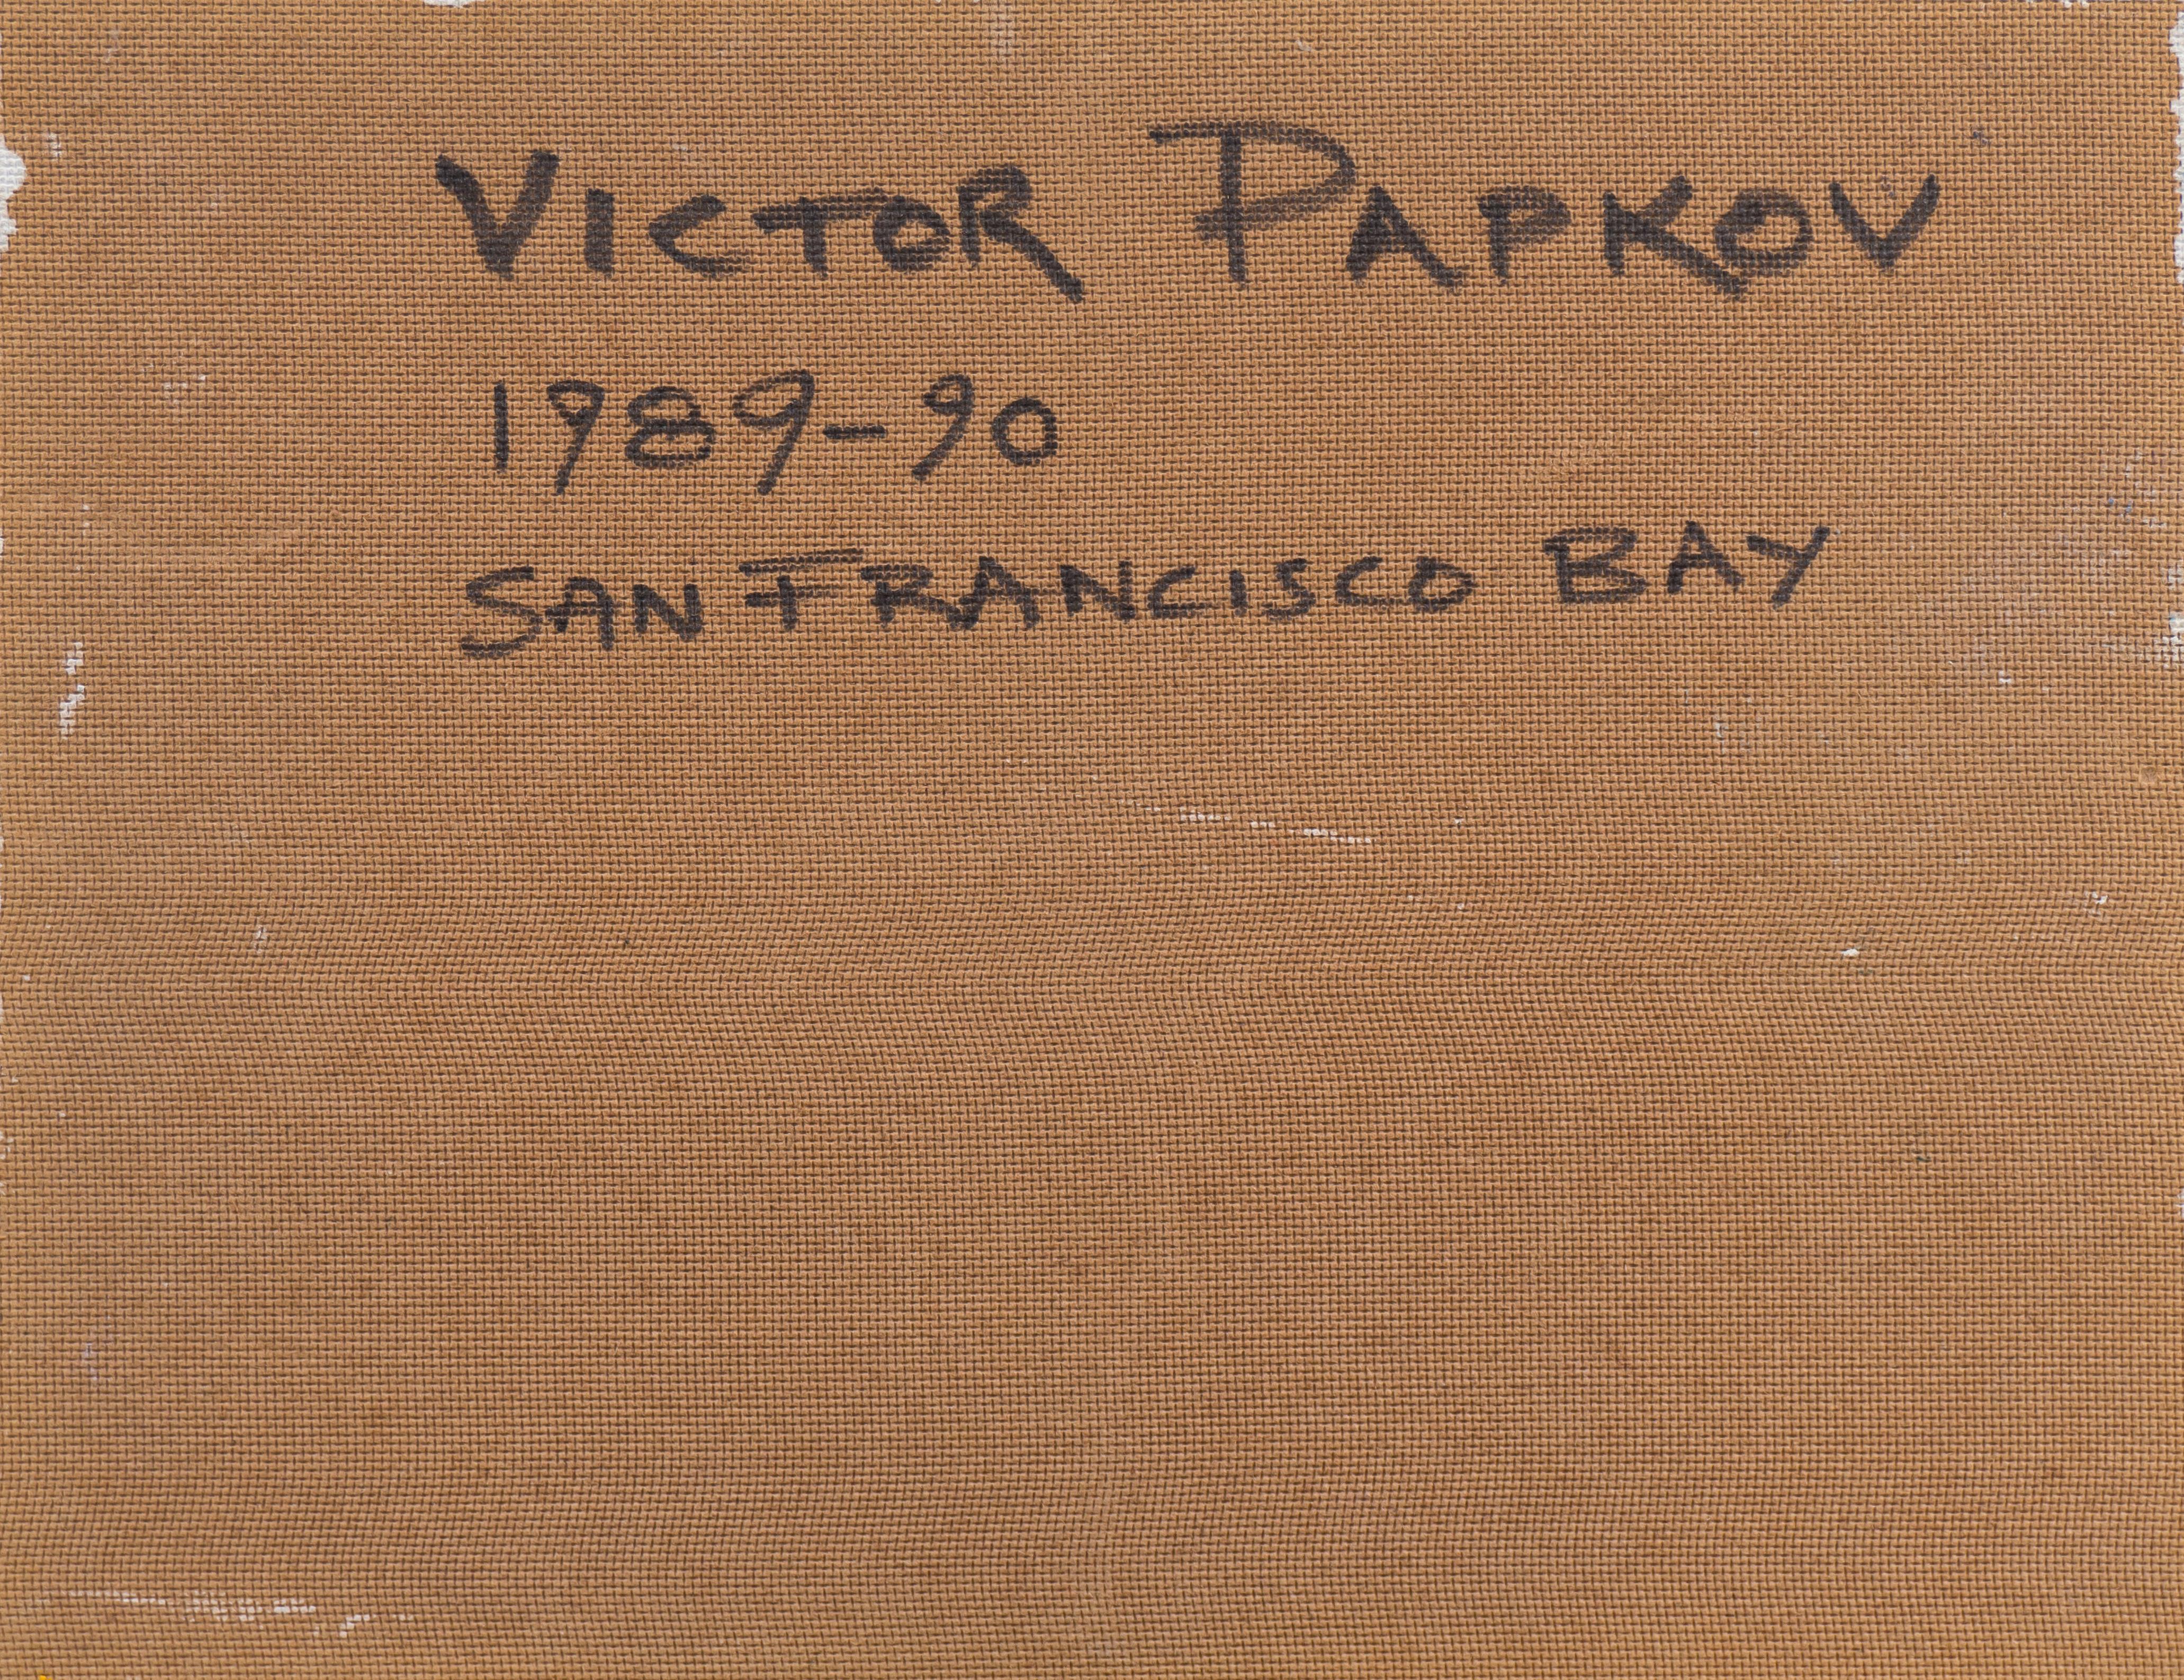 VICTOR PAPKOV
1989-90
SAN FRANCISCO BAY